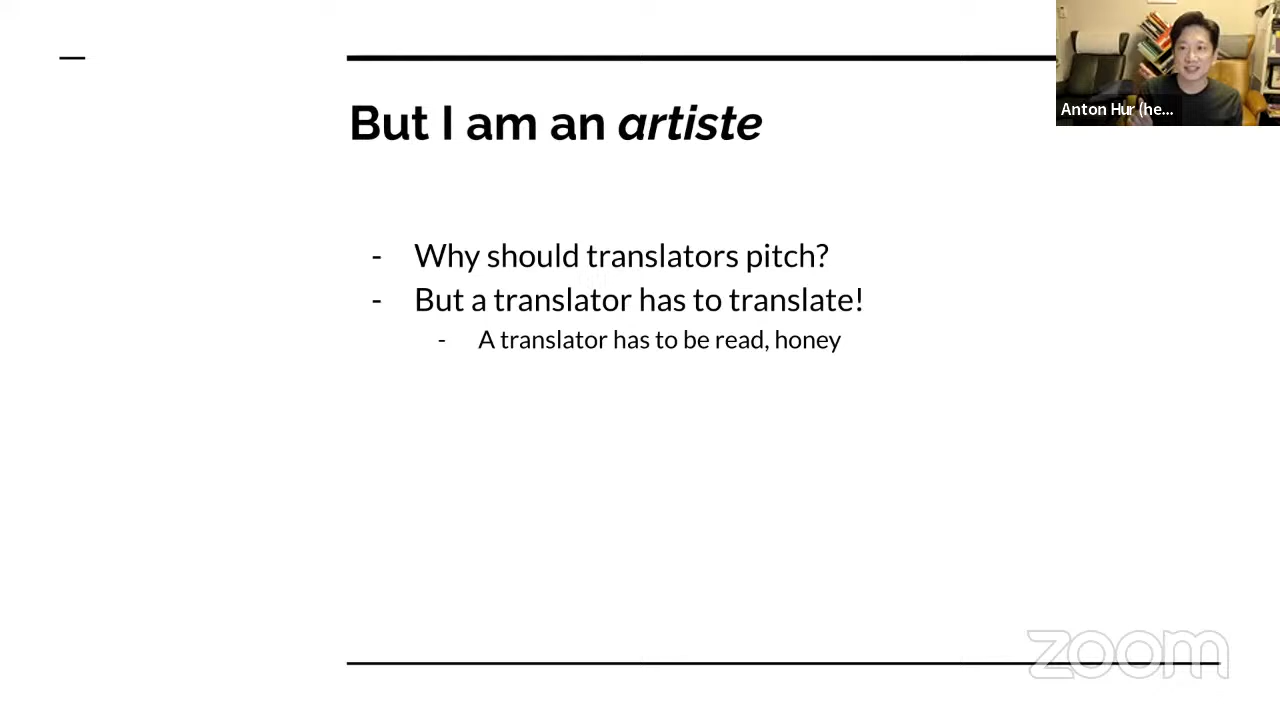 But I am an artiste
Anton Hur (he...
- Why should translators pitch?
- But a translator has to translate!
- A translator has to be read, honey
zoom